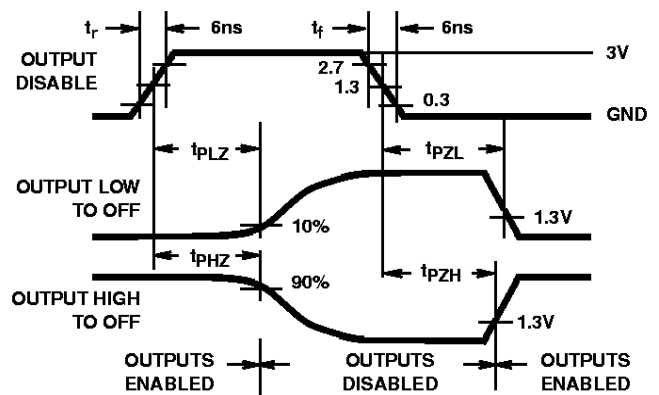 tr 6ns tf 6ns
OUTPUT
DISABLE
3V
2.7
1.3
0.3
GND
tPLZ tPZL
OUTPUT LOW
TO OFF
10%
1.3V
tPHZ tPZH
90%
OUTPUT HIGH
TO OFF
1.3V
OUTPUTS
ENABLED
OUTPUTS
DISABLED
OUTPUTS
ENABLED